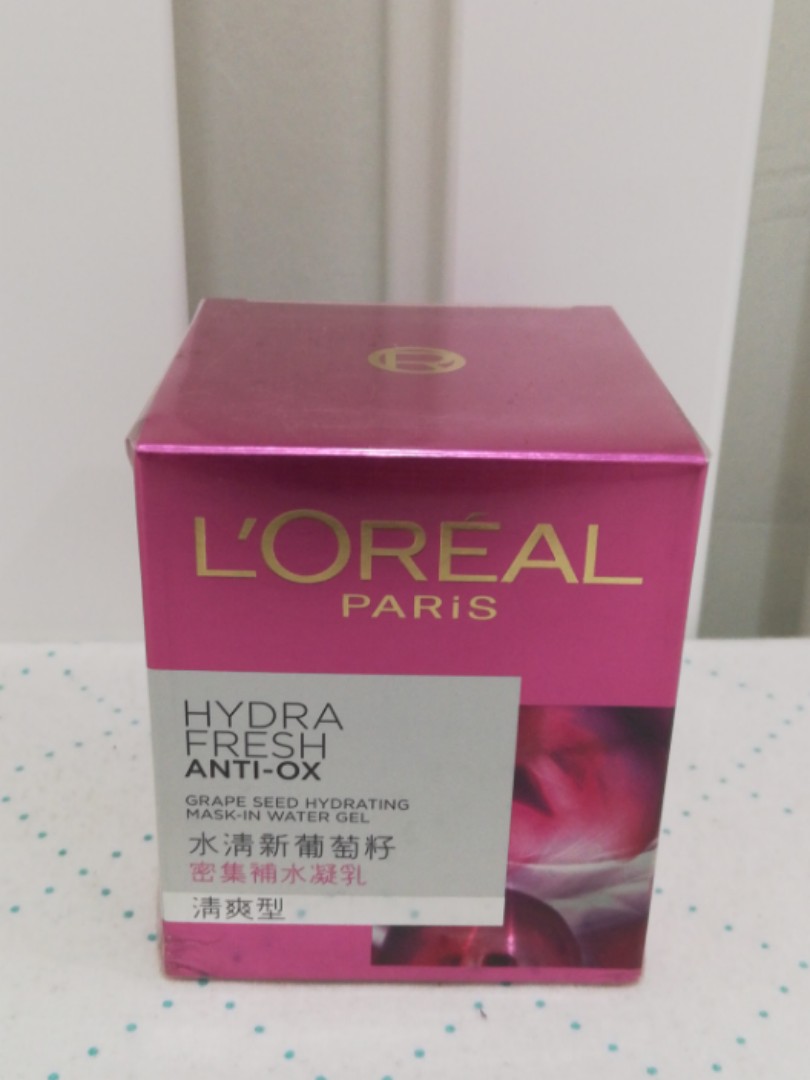 L'ORÉAL
PARiS
HYDRA
FRESH
ANTI-OX
GRAPE SEED HYDRATING
MASK-IN WATER GEL
水清新葡萄籽
密集補水凝乳
清爽型